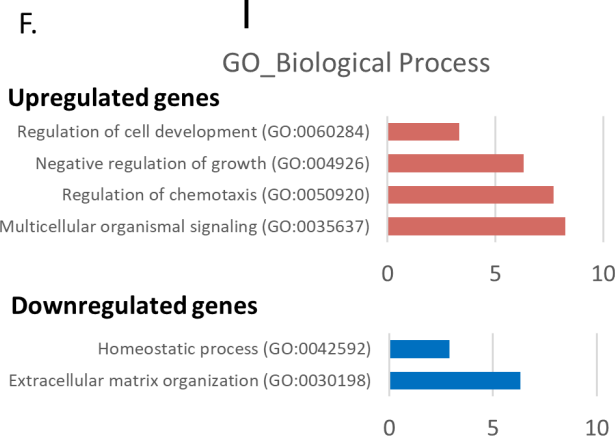 F.
GO_Biological Process
Upregulated genes
Regulation of cell development (GO:0060284)
Negative regulation of growth (GO:004926)
Regulation of chemotaxis (GO:0050920)
Multicellular organismal signaling (GO:0035637)
0 5 10
Downregulated genes
Homeostatic process (GO:0042592)
Extracellular matrix organization (GO:0030198)
0 5 10